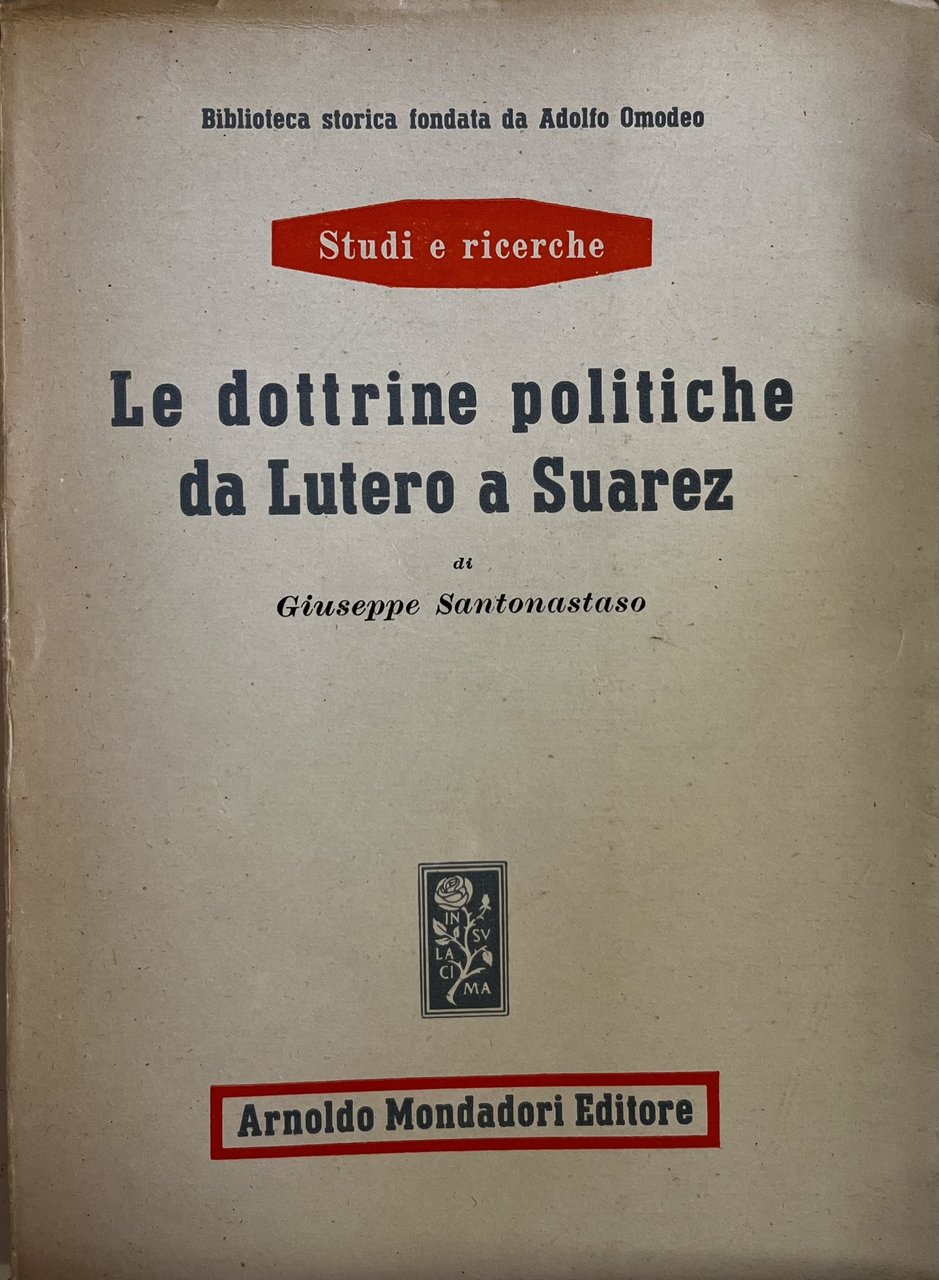 Biblioteca storica fondata da Adolfo Omodeo
Studi e ricerche
Le dottrine politiche
da Lutero a Suarez
di
Giuseppe Santonastaso
IN SV
LA
CI MA
Arnoldo Mondadori Editore